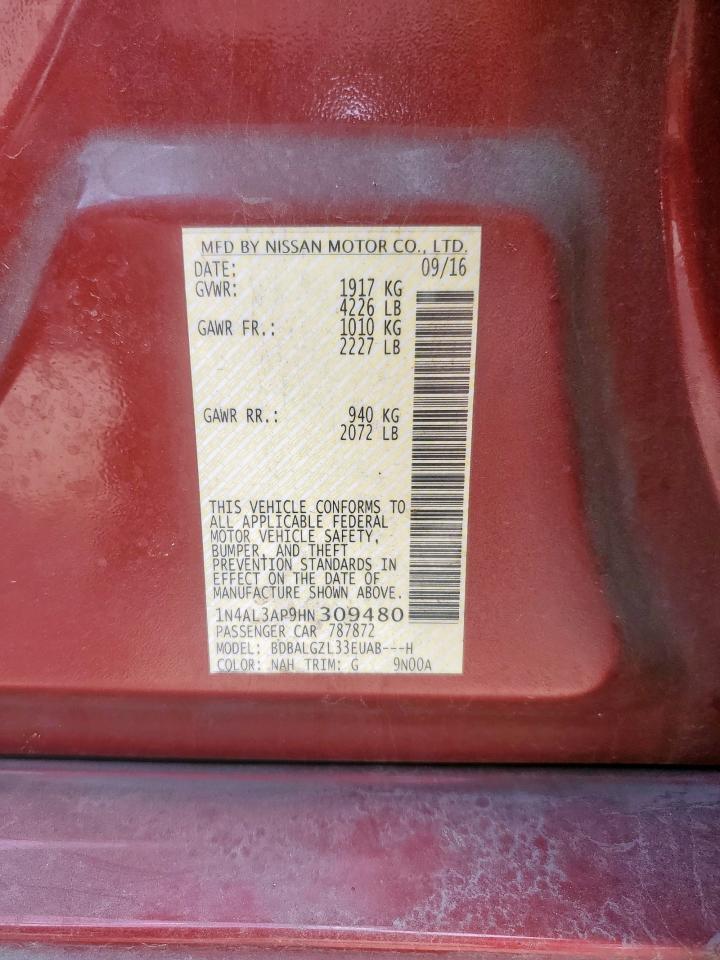 MFD BY NISSAN MOTOR CO., LTD.
DATE: 09/16
GVWR: 1917 KG
4226 LB
GAWR FR.: 1010 KG
2227 LB
GAWR RR.: 940 KG
2072 LB
THIS VEHICLE CONFORMS TO
ALL APPLICABLE FEDERAL
MOTOR VEHICLE SAFETY,
BUMPER, AND THEFT
PREVENTION STANDARDS IN
EFFECT ON THE DATE OF
MANUFACTURE SHOWN ABOVE.
1N4AL3AP9HN309480
PASSENGER CAR 787872
MODEL: BDBALGZL33EUAB---H
COLOR: NAH TRIM: G 9N00A